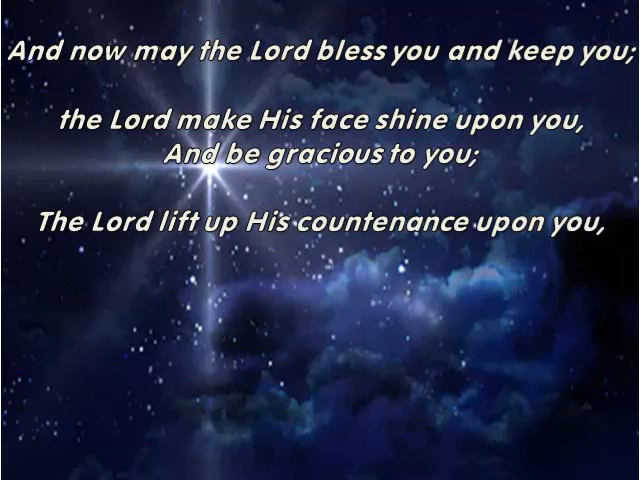 And now may the Lord bless you and keep you;
the Lord make His face shine upon you,
And be gracious to you;
The Lord lift up His countenance upon you,